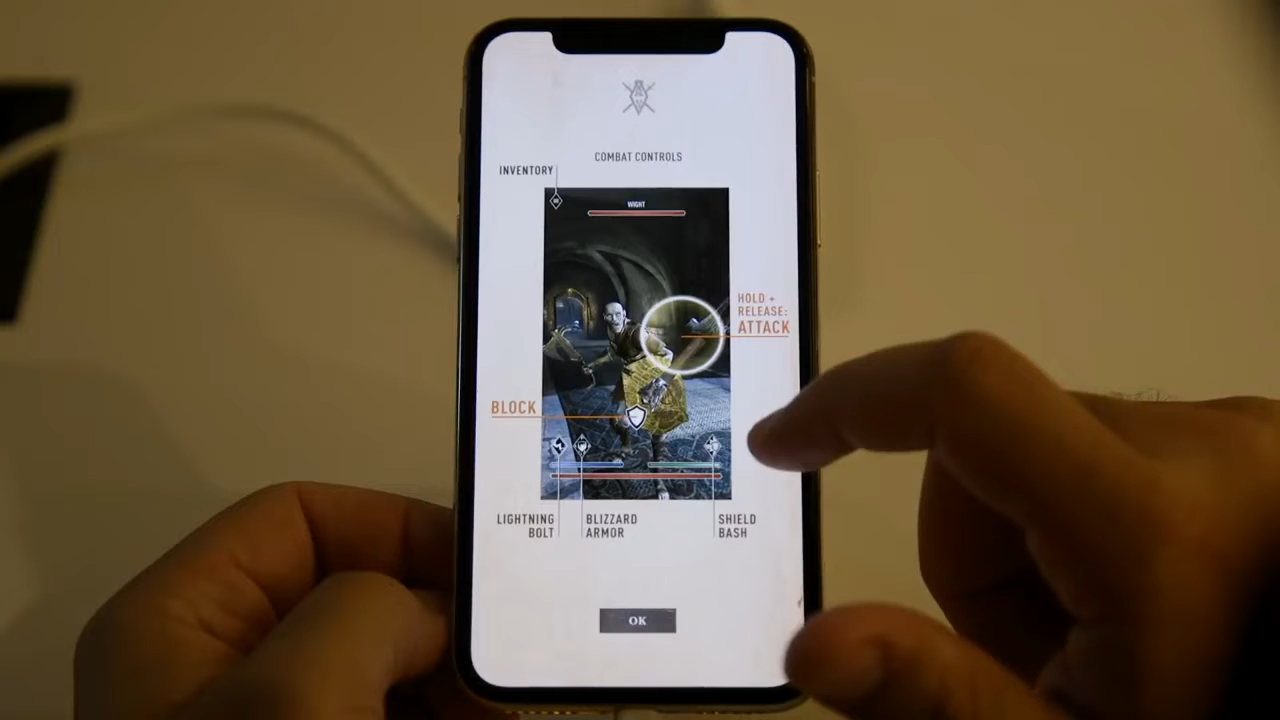 COMBAT CONTROLS
INVENTORY
WIGHT
HOLD +
RELEASE:
ATTACK
BLOCK
LIGHTNING
BOLT
BLIZZARD
ARMOR
SHIELD
BASH
OK